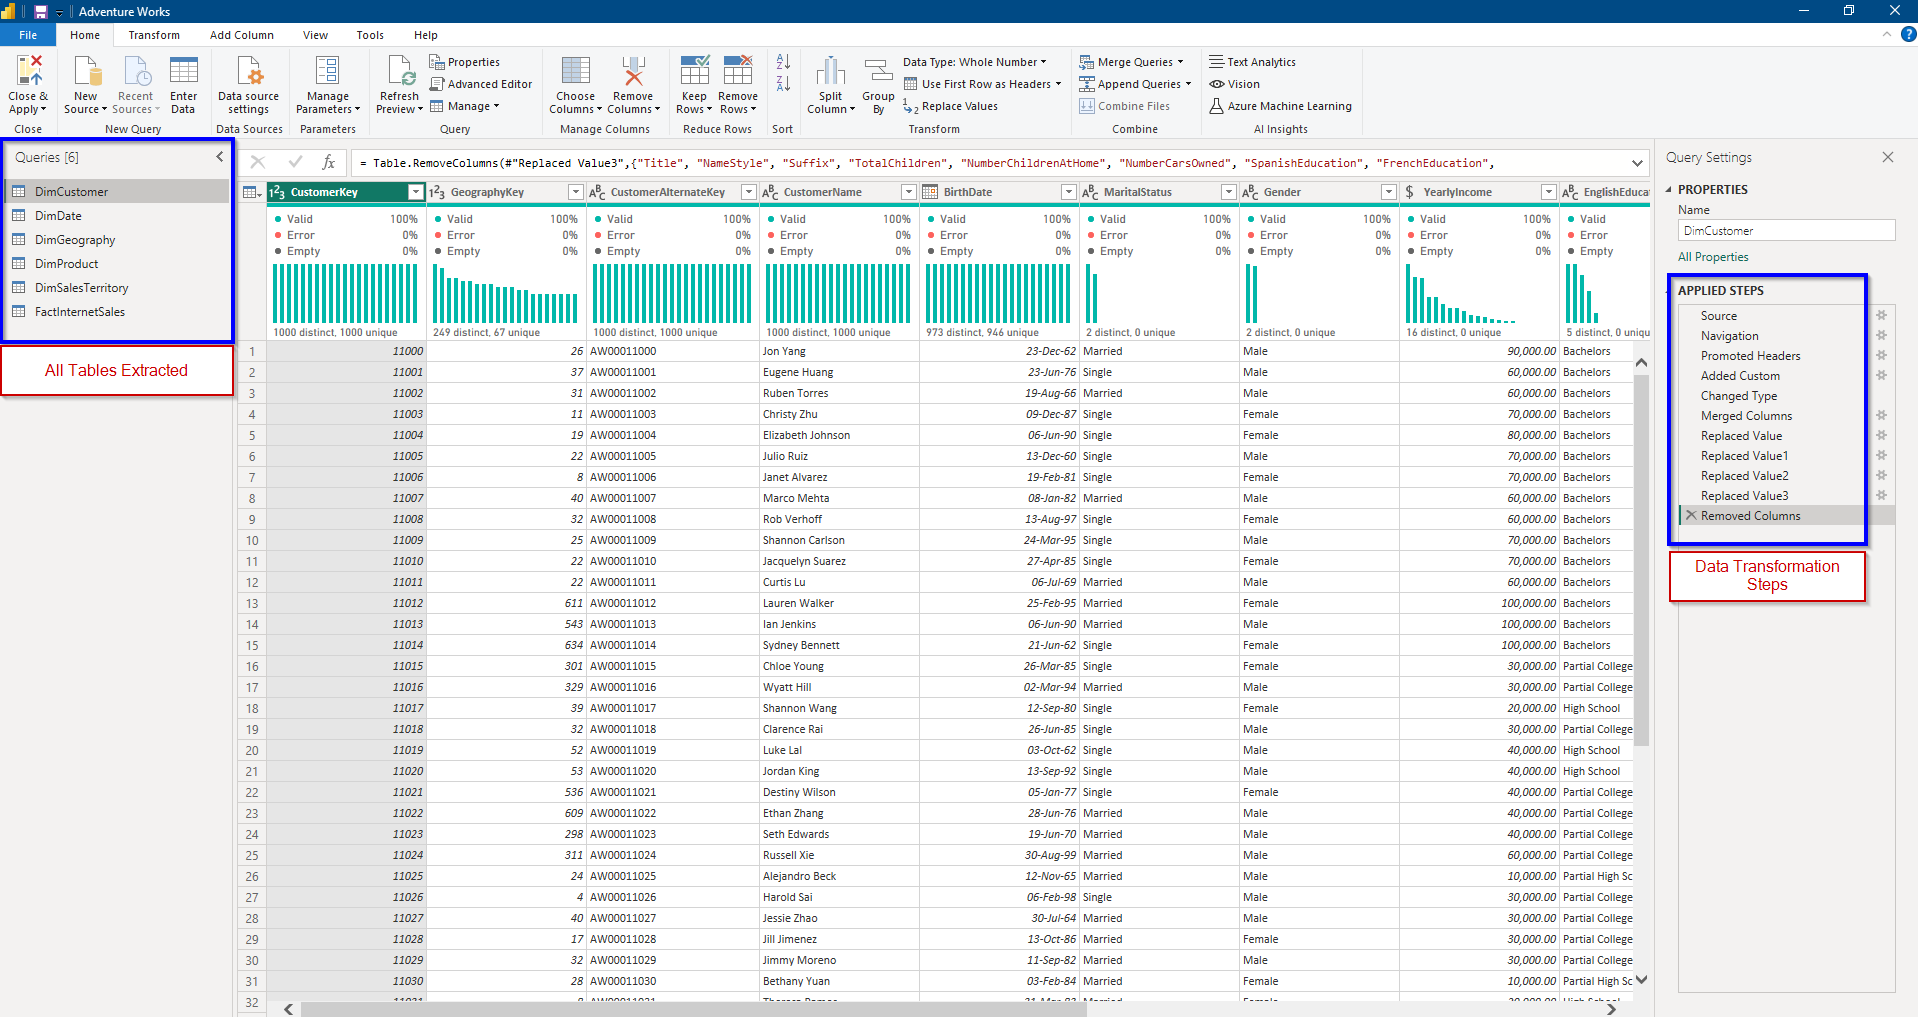 Adventure Works
File Home Transform Add Column View Tools Help
Close & Apply
Close
New Source
Recent Sources
Enter Data
New Query
Data source settings
Data Sources
Manage Parameters
Parameters
Refresh Preview
Properties
Advanced Editor
Manage
Query
Choose Columns
Remove Columns
Manage Columns
Keep Rows
Remove Rows
Reduce Rows
Sort
Split Column
Group By
Data Type: Whole Number
Use First Row as Headers
Replace Values
Transform
Merge Queries
Append Queries
Combine Files
Combine
Text Analytics
Vision
Azure Machine Learning
AI Insights
Queries [6]
DimCustomer
DimDate
DimGeography
DimProduct
DimSalesTerritory
FactInternetSales
All Tables Extracted
= Table.RemoveColumns(#"Replaced Value3",{"Title", "NameStyle", "Suffix", "TotalChildren", "NumberChildrenAtHome", "NumberCarsOwned", "SpanishEducation", "FrenchEducation",
CustomerKey GeographyKey CustomerAlternateKey CustomerName BirthDate MaritalStatus Gender YearlyIncome EnglishEducat
Valid 100% Valid 100% Valid 100% Valid 100% Valid 100% Valid 100% Valid 100% Valid 100% Valid
Error 0% Error 0% Error 0% Error 0% Error 0% Error 0% Error 0% Error 0% Error
Empty 0% Empty 0% Empty 0% Empty 0% Empty 0% Empty 0% Empty 0% Empty 0% Empty
1000 distinct, 1000 unique 249 distinct, 67 unique 1000 distinct, 1000 unique 1000 distinct, 1000 unique 973 distinct, 946 unique 2 distinct, 0 unique 2 distinct, 0 unique 16 distinct, 0 unique 5 distinct, 0 uniqu
1 11000 26 AW00011000 Jon Yang 23-Dec-62 Married Male 90,000.00 Bachelors
2 11001 37 AW00011001 Eugene Huang 23-Jun-76 Single Male 60,000.00 Bachelors
3 11002 31 AW00011002 Ruben Torres 19-Aug-66 Married Male 60,000.00 Bachelors
4 11003 11 AW00011003 Christy Zhu 09-Dec-87 Single Female 70,000.00 Bachelors
5 11004 19 AW00011004 Elizabeth Johnson 06-Jun-90 Single Female 80,000.00 Bachelors
6 11005 22 AW00011005 Julio Ruiz 13-Dec-60 Single Male 70,000.00 Bachelors
7 11006 8 AW00011006 Janet Alvarez 19-Feb-81 Single Female 70,000.00 Bachelors
8 11007 40 AW00011007 Marco Mehta 08-Jan-82 Married Male 60,000.00 Bachelors
9 11008 32 AW00011008 Rob Verhoff 13-Aug-97 Single Female 60,000.00 Bachelors
10 11009 25 AW00011009 Shannon Carlson 24-Mar-95 Single Male 70,000.00 Bachelors
11 11010 22 AW00011010 Jacquelyn Suarez 27-Apr-85 Single Female 70,000.00 Bachelors
12 11011 22 AW00011011 Curtis Lu 06-Jul-69 Married Male 60,000.00 Bachelors
13 11012 611 AW00011012 Lauren Walker 25-Feb-95 Married Female 100,000.00 Bachelors
14 11013 543 AW00011013 Ian Jenkins 06-Jun-90 Married Male 100,000.00 Bachelors
15 11014 634 AW00011014 Sydney Bennett 21-Jun-62 Single Female 100,000.00 Bachelors
16 11015 301 AW00011015 Chloe Young 26-Mar-85 Single Female 30,000.00 Partial College
17 11016 329 AW00011016 Wyatt Hill 02-Mar-94 Married Male 30,000.00 Partial College
18 11017 39 AW00011017 Shannon Wang 12-Sep-80 Single Female 20,000.00 High School
19 11018 32 AW00011018 Clarence Rai 26-Jun-85 Single Male 30,000.00 Partial College
20 11019 52 AW00011019 Luke Lal 03-Oct-62 Single Male 40,000.00 High School
21 11020 53 AW00011020 Jordan King 13-Sep-92 Single Male 40,000.00 High School
22 11021 536 AW00011021 Destiny Wilson 05-Jan-77 Single Female 40,000.00 Partial College
23 11022 609 AW00011022 Ethan Zhang 28-Jun-76 Married Male 40,000.00 Partial College
24 11023 298 AW00011023 Seth Edwards 19-Jun-70 Married Male 40,000.00 Partial College
25 11024 311 AW00011024 Russell Xie 30-Aug-99 Married Male 60,000.00 Partial College
26 11025 24 AW00011025 Alejandro Beck 12-Nov-65 Married Male 10,000.00 Partial High Sc
27 11026 4 AW00011026 Harold Sai 06-Feb-98 Single Male 30,000.00 Partial College
28 11027 40 AW00011027 Jessie Zhao 30-Jul-64 Married Male 30,000.00 Partial College
29 11028 17 AW00011028 Jill Jimenez 13-Oct-86 Married Female 30,000.00 Partial College
30 11029 32 AW00011029 Jimmy Moreno 11-Sep-82 Married Male 30,000.00 Partial College
31 11030 28 AW00011030 Bethany Yuan 03-Feb-84 Married Female 10,000.00 Partial High Sc
32
Query Settings
PROPERTIES
Name
DimCustomer
All Properties
APPLIED STEPS
Source
Navigation
Promoted Headers
Added Custom
Changed Type
Merged Columns
Replaced Value
Replaced Value1
Replaced Value2
Replaced Value3
Removed Columns
Data Transformation
Steps